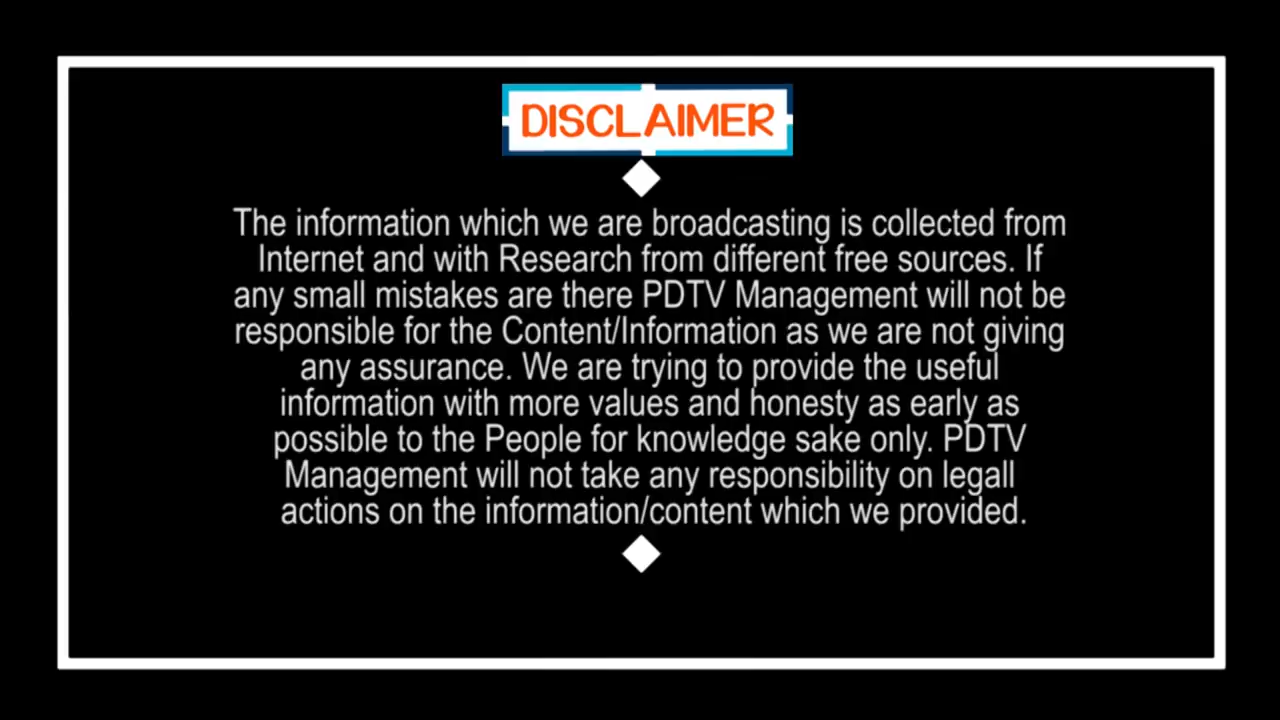 DISCLAIMER
The information which we are broadcasting is collected from
Internet and with Research from different free sources. If
any small mistakes are there PDTV Management will not be
responsible for the Content/Information as we are not giving
any assurance. We are trying to provide the useful
information with more values and honesty as early as
possible to the People for knowledge sake only. PDTV
Management will not take any responsibility on legall
actions on the information/content which we provided.